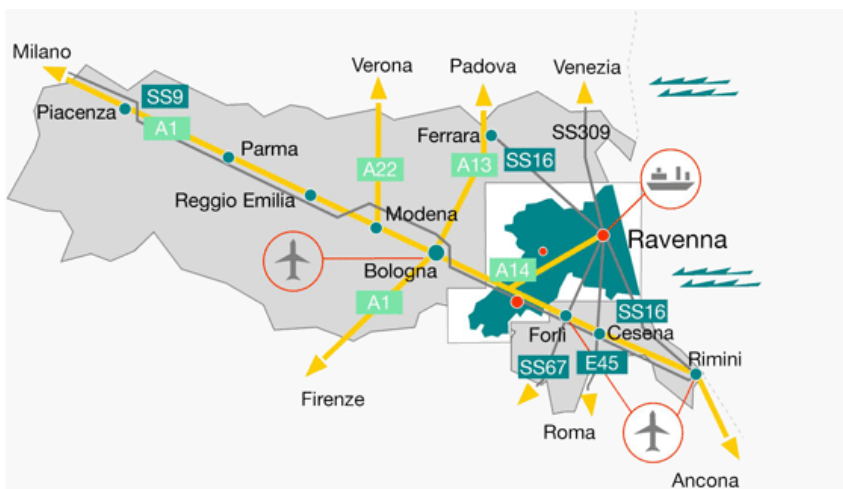 Milano
Verona
Padova
Venezia
SS9
Piacenza
A1
Ferrara
SS309
Parma
A22
A13
SS16
Reggio Emilia
Modena
Ravenna
Bologna
A14
A1
SS16
Forlì
Cesena
SS67
E45
Rimini
Firenze
Roma
Ancona